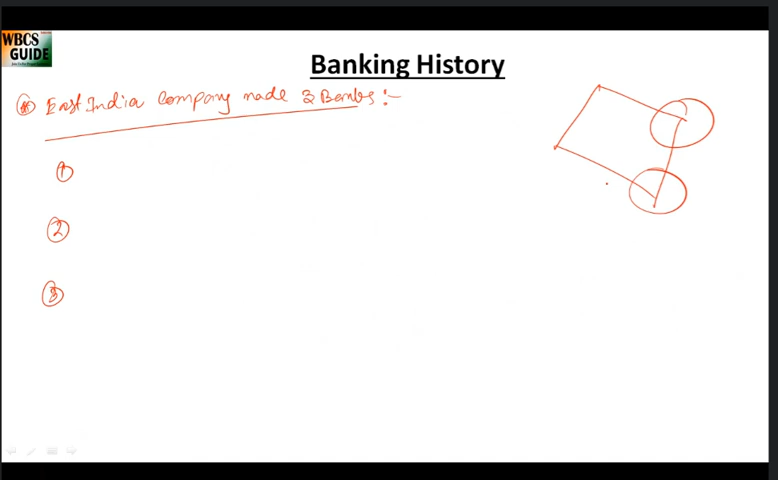 WBCS
GUIDE
Banking History
East India Company made 3 Banks :-
1
2
3